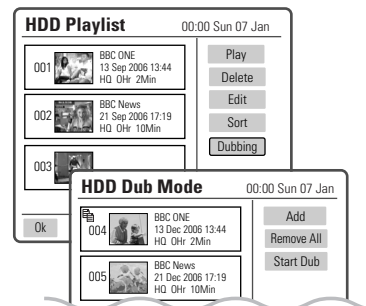 HDD Playlist 00:00 Sun 07 Jan
001
BBC ONE
13 Sep 2006 13:44
HQ 0Hr 2Min
002
BBC News
21 Sep 2006 17:19
HQ 0Hr 10Min
003
Play
Delete
Edit
Sort
Dubbing
Ok
HDD Dub Mode 00:00 Sun 07 Jan
004
BBC ONE
13 Dec 2006 13:44
HQ 0Hr 2Min
005
BBC News
21 Dec 2006 17:19
HQ 0Hr 10Min
Add
Remove All
Start Dub